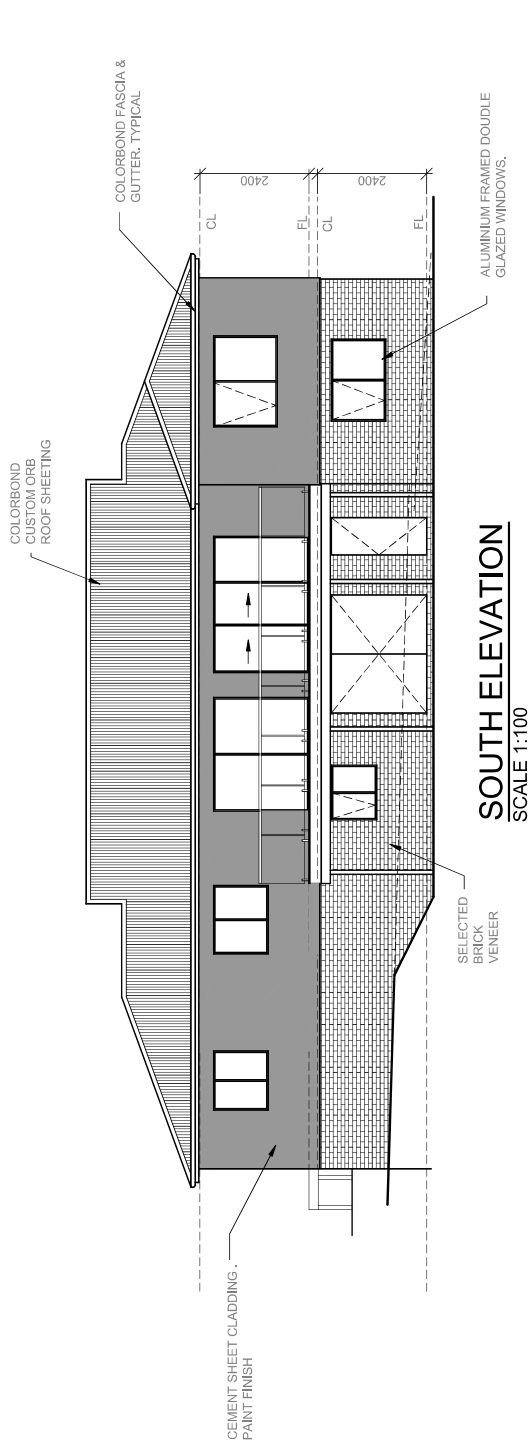 COLORBOND
CUSTOM ORB
ROOF SHEETING
COLORBOND FASCIA &
GUTTER. TYPICAL
CL
2400
FL
CL
2400
FL
CEMENT SHEET CLADDING .
PAINT FINISH
SELECTED
BRICK
VENEER
ALUMINIUM FRAMED DOUDLE
GLAZED WINDOWS.
SOUTH ELEVATION
SCALE 1:100